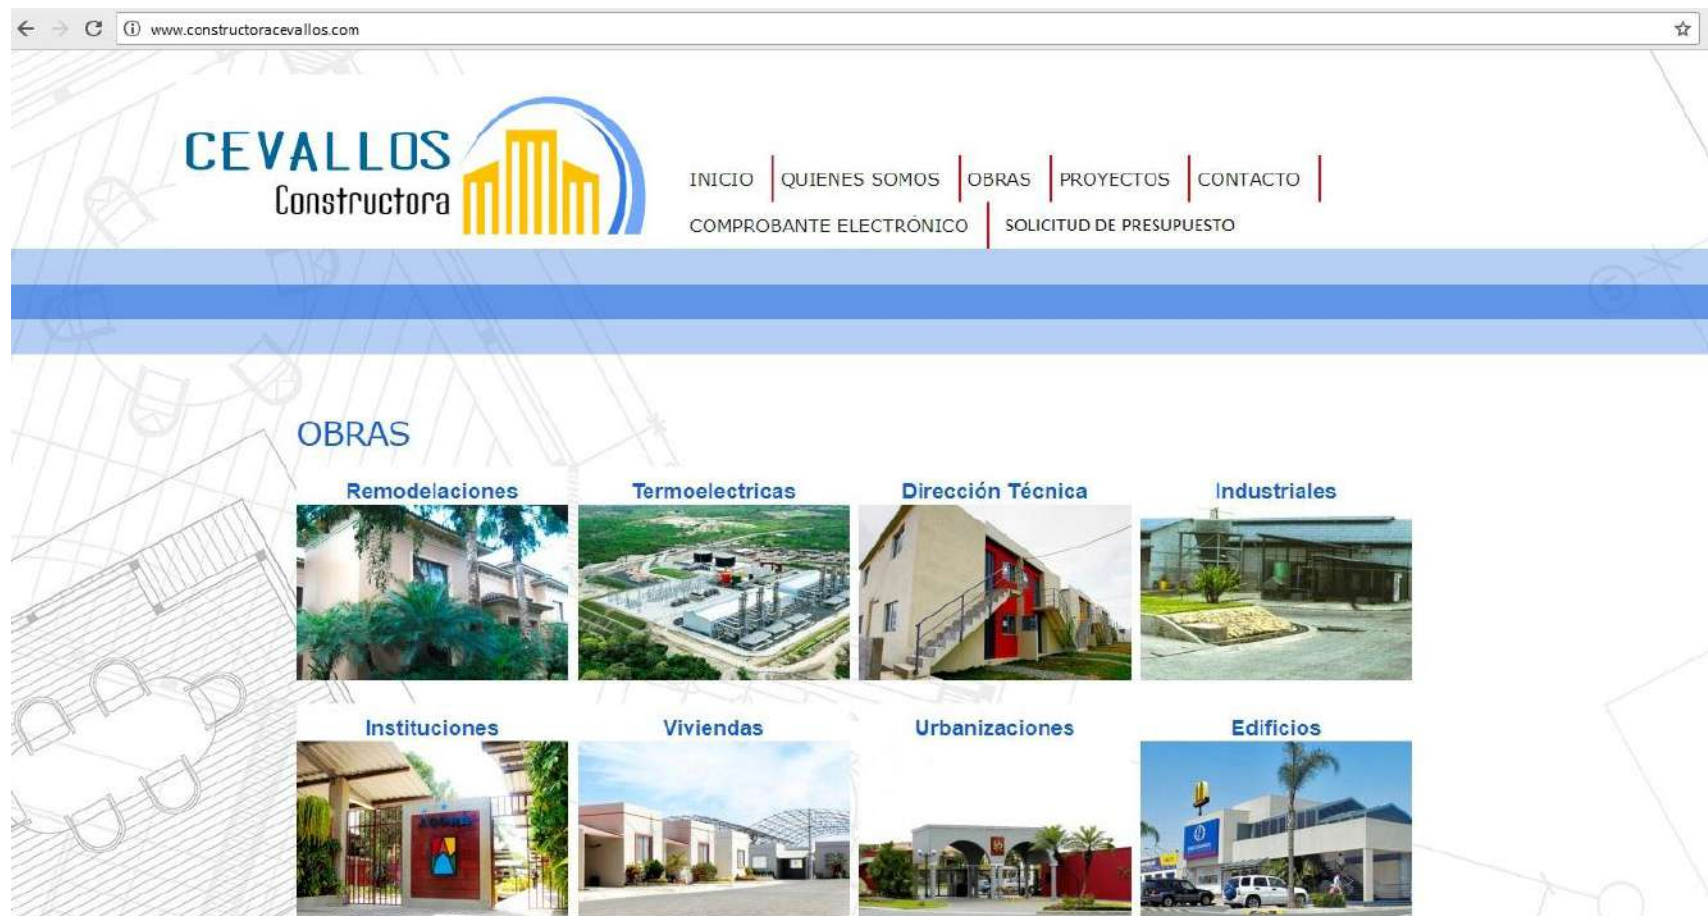 www.constructoracevallos.com
CEVALLOS
Constructora
INICIO QUIENES SOMOS OBRAS PROYECTOS CONTACTO
COMPROBANTE ELECTRÓNICO SOLICITUD DE PRESUPUESTO
OBRAS
Remodelaciones Termoelectricas Dirección Técnica Industriales
Instituciones Viviendas Urbanizaciones Edificios